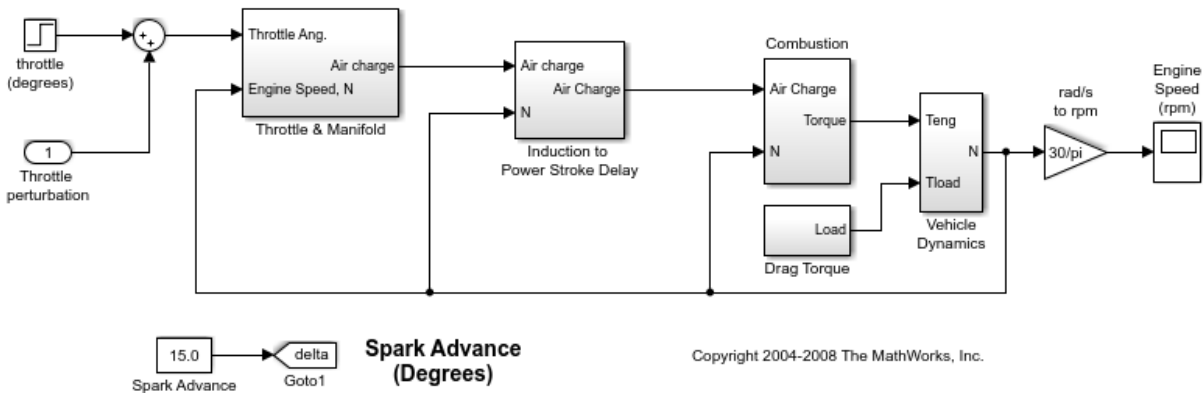 throttle
(degrees)
+
+
1
Throttle
perturbation
Throttle Ang.
Air charge
Engine Speed, N
Throttle & Manifold
Air charge
Air Charge
N
Induction to
Power Stroke Delay
Combustion
Air Charge
Torque
N
Load
Drag Torque
Teng
N
Tload
Vehicle
Dynamics
rad/s
to rpm
30/pi
Engine
Speed
(rpm)
15.0
Spark Advance
delta
Goto1
Spark Advance
(Degrees)
Copyright 2004-2008 The MathWorks, Inc.